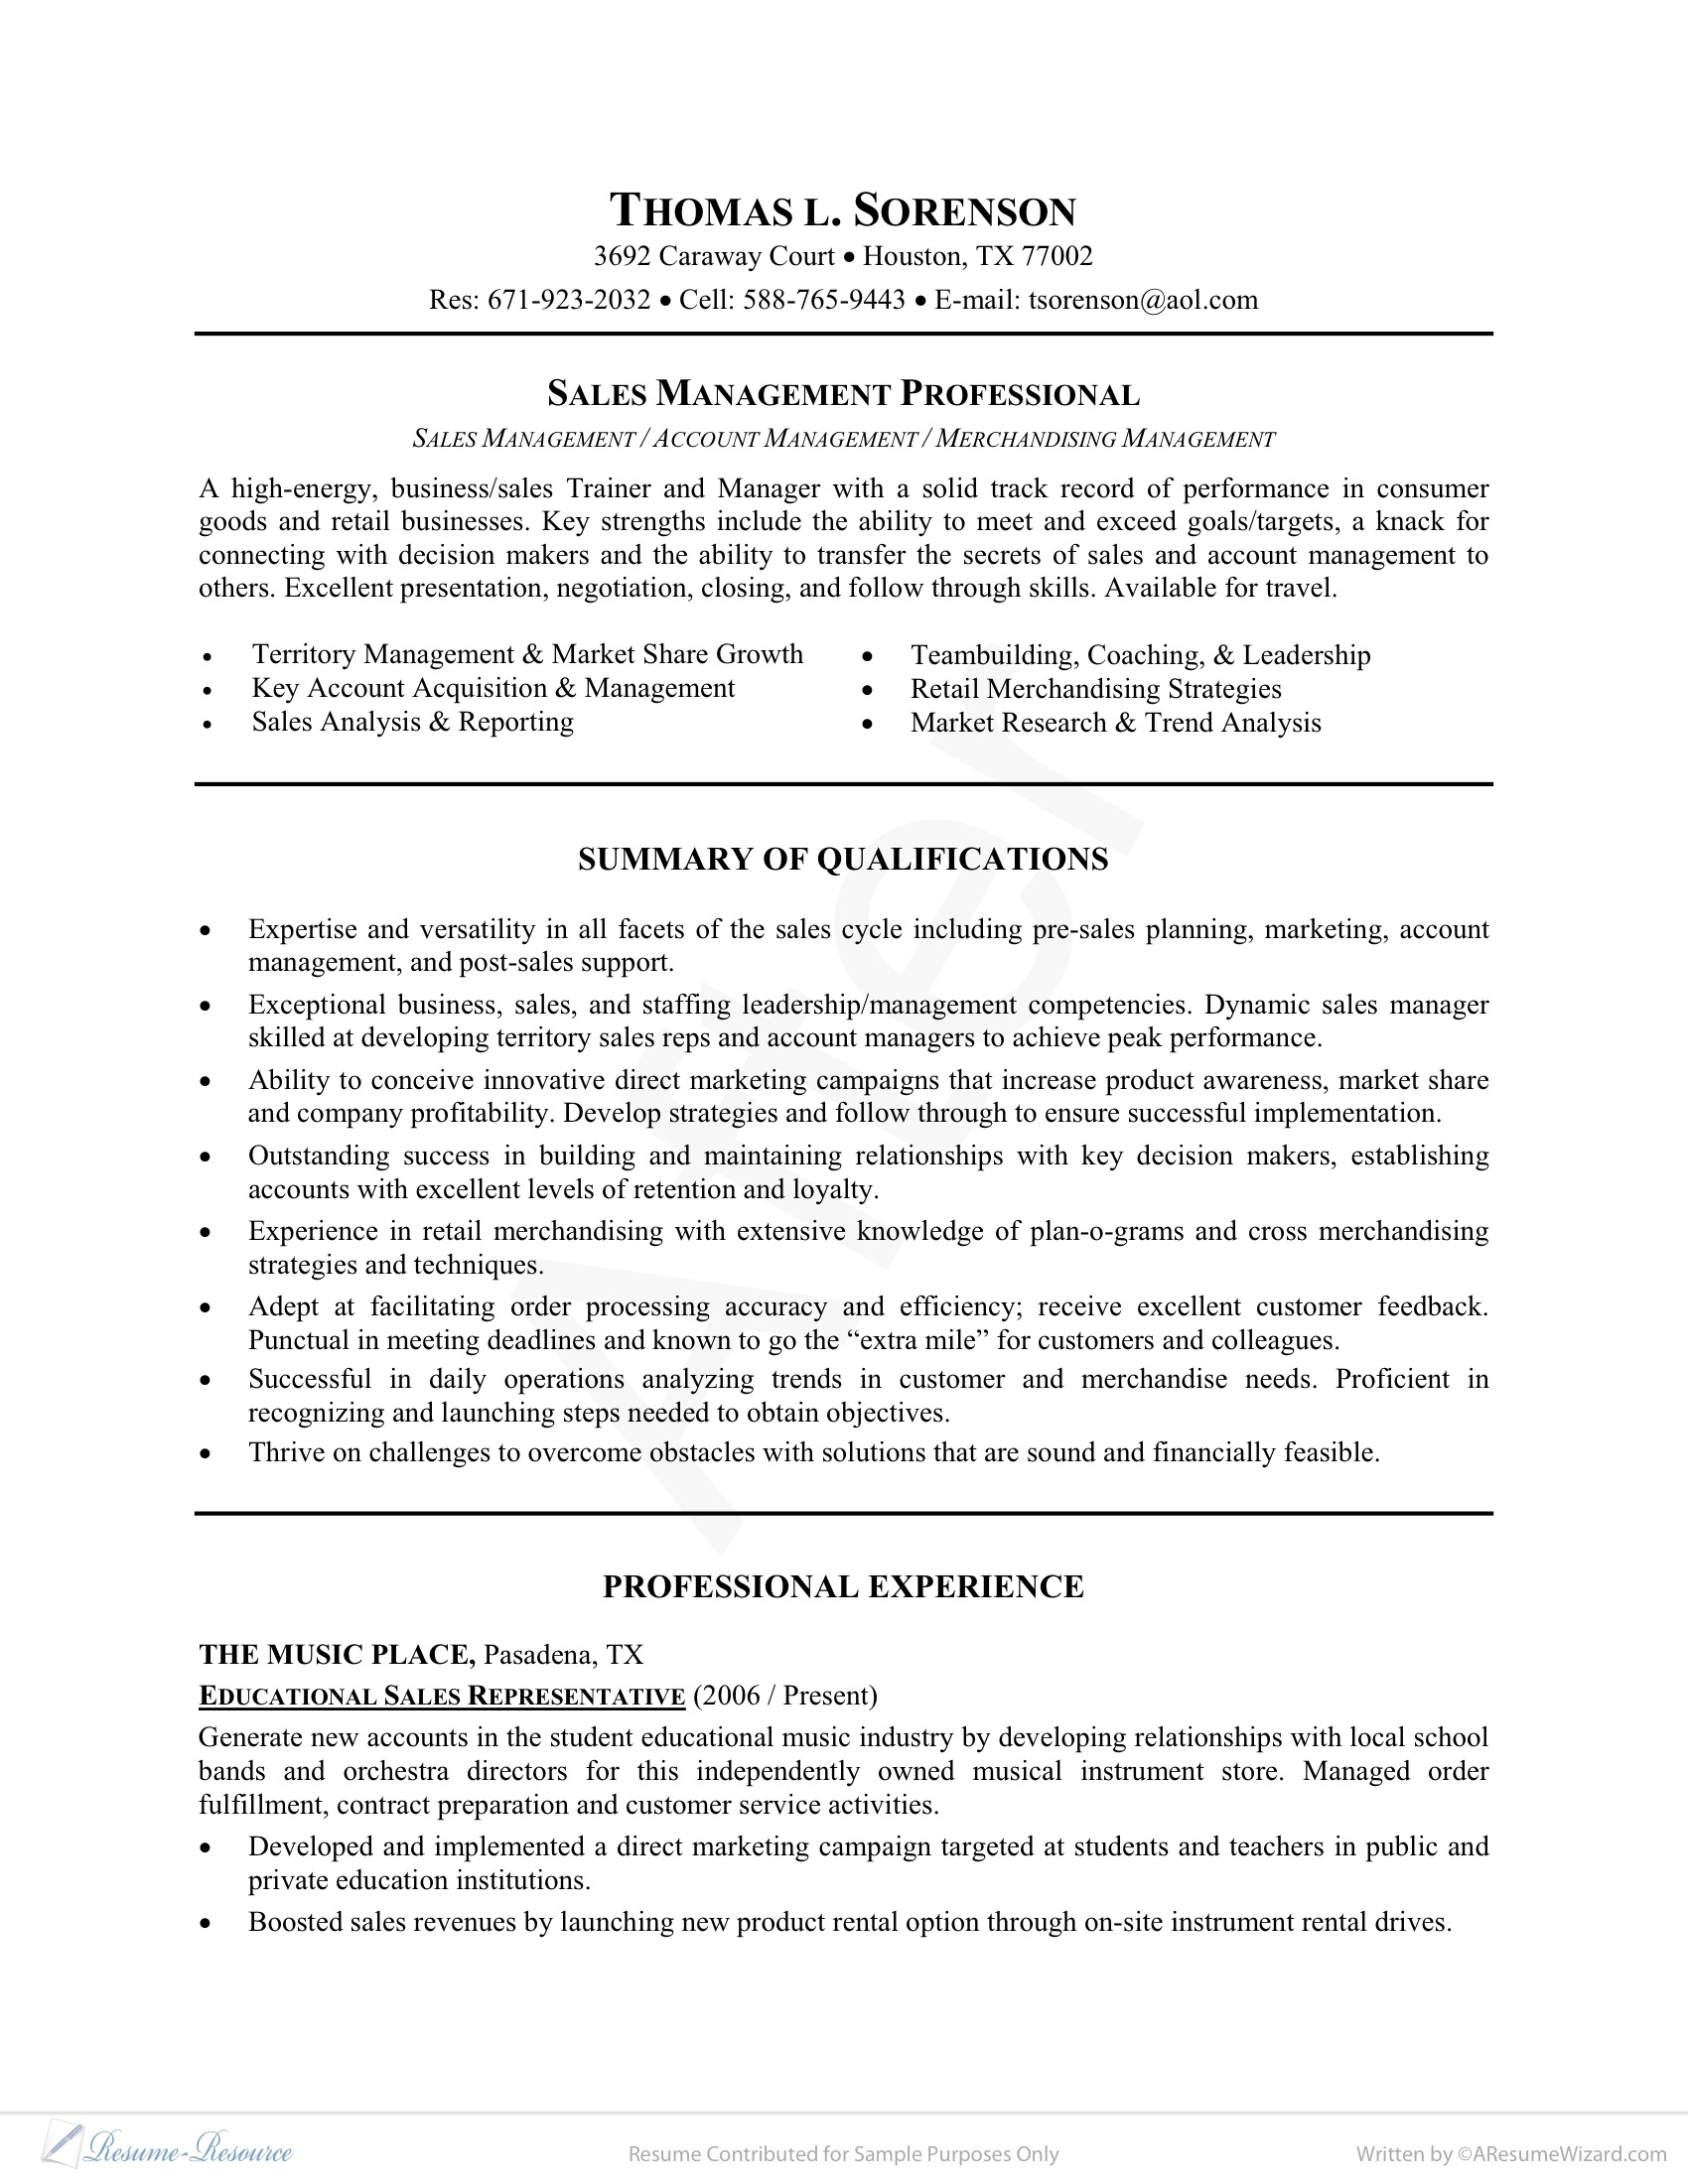 THOMAS L. SORENSON
3692 Caraway Court • Houston, TX 77002
Res: 671-923-2032 • Cell: 588-765-9443 • E-mail: tsorenson@aol.com
SALES MANAGEMENT PROFESSIONAL
SALES MANAGEMENT / ACCOUNT MANAGEMENT / MERCHANDISING MANAGEMENT
A high-energy, business/sales Trainer and Manager with a solid track record of performance in consumer
goods and retail businesses. Key strengths include the ability to meet and exceed goals/targets, a knack for
connecting with decision makers and the ability to transfer the secrets of sales and account management to
others. Excellent presentation, negotiation, closing, and follow through skills. Available for travel.
• Territory Management & Market Share Growth
• Key Account Acquisition & Management
• Sales Analysis & Reporting
• Teambuilding, Coaching, & Leadership
• Retail Merchandising Strategies
• Market Research & Trend Analysis
After
SUMMARY OF QUALIFICATIONS
• Expertise and versatility in all facets of the sales cycle including pre-sales planning, marketing, account
management, and post-sales support.
• Exceptional business, sales, and staffing leadership/management competencies. Dynamic sales manager
skilled at developing territory sales reps and account managers to achieve peak performance.
• Ability to conceive innovative direct marketing campaigns that increase product awareness, market share
and company profitability. Develop strategies and follow through to ensure successful implementation.
• Outstanding success in building and maintaining relationships with key decision makers, establishing
accounts with excellent levels of retention and loyalty.
• Experience in retail merchandising with extensive knowledge of plan-o-grams and cross merchandising
strategies and techniques.
• Adept at facilitating order processing accuracy and efficiency; receive excellent customer feedback.
Punctual in meeting deadlines and known to go the “extra mile” for customers and colleagues.
• Successful in daily operations analyzing trends in customer and merchandise needs. Proficient in
recognizing and launching steps needed to obtain objectives.
• Thrive on challenges to overcome obstacles with solutions that are sound and financially feasible.
PROFESSIONAL EXPERIENCE
THE MUSIC PLACE, Pasadena, TX
EDUCATIONAL SALES REPRESENTATIVE (2006 / Present)
Generate new accounts in the student educational music industry by developing relationships with local school
bands and orchestra directors for this independently owned musical instrument store. Managed order
fulfillment, contract preparation and customer service activities.
• Developed and implemented a direct marketing campaign targeted at students and teachers in public and
private education institutions.
• Boosted sales revenues by launching new product rental option through on-site instrument rental drives.
Resume-Resource
Resume Contributed for Sample Purposes Only
Written by ©AResumeWizard.com